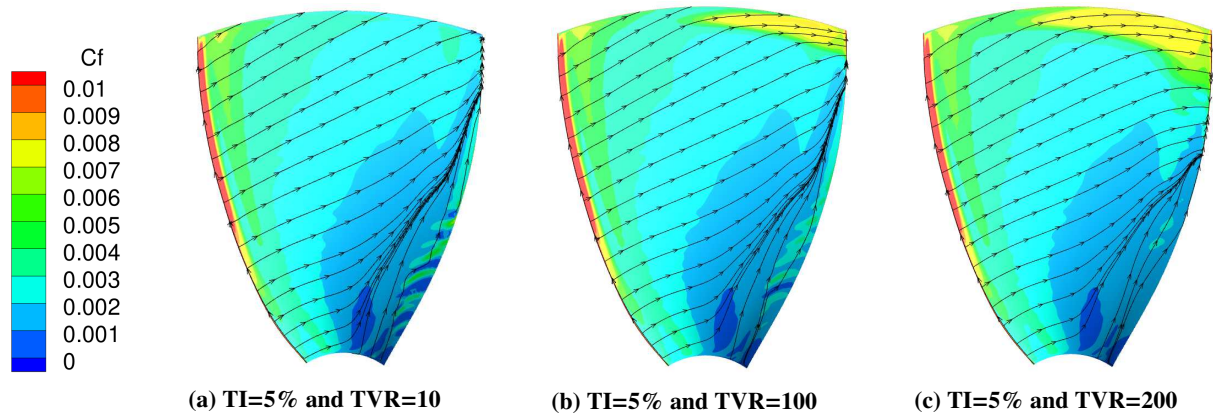 Cf
0.01
0.009
0.008
0.007
0.006
0.005
0.004
0.003
0.002
0.001
0
(a) TI=5% and TVR=10
(b) TI=5% and TVR=100
(c) TI=5% and TVR=200